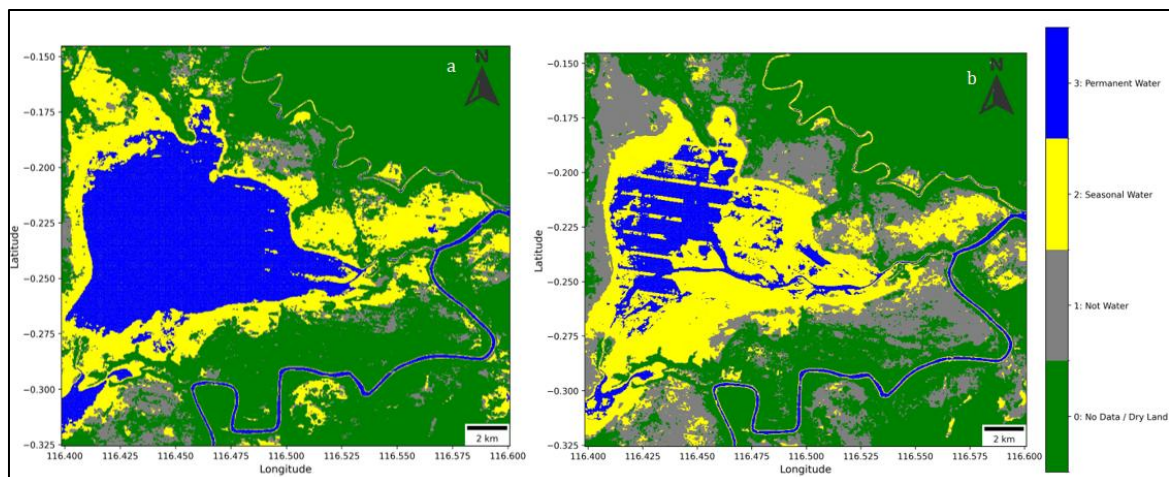 a
N
−0.150
−0.175
−0.200
−0.225
−0.250
−0.275
−0.300
−0.325
Latitude
116.400 116.425 116.450 116.475 116.500 116.525 116.550 116.575 116.600
Longitude
2 km
b
N
−0.150
−0.175
−0.200
−0.225
−0.250
−0.275
−0.300
−0.325
Latitude
116.400 116.425 116.450 116.475 116.500 116.525 116.550 116.575 116.600
Longitude
2 km
3: Permanent Water
2: Seasonal Water
1: Not Water
0: No Data / Dry Land